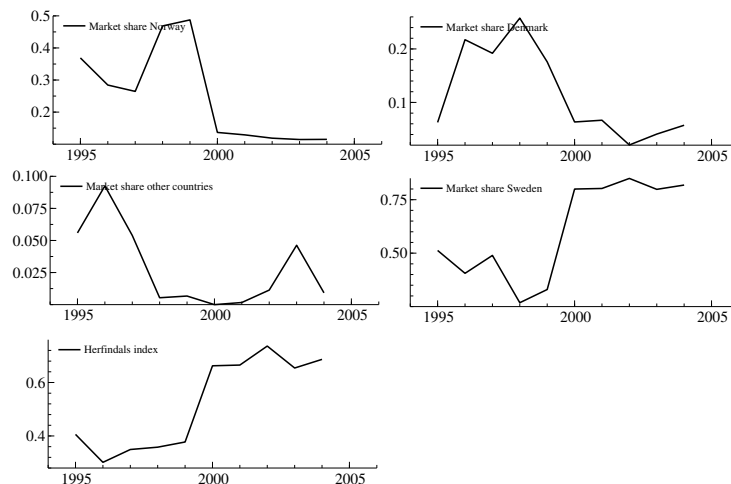 0.5
Market share Norway
0.4
0.3
0.2
1995 2000 2005
Market share Denmark
0.2
0.1
1995 2000 2005
0.100
Market share other countries
0.075
0.050
0.025
1995 2000 2005
Market share Sweden
0.75
0.50
1995 2000 2005
Herfindals index
0.6
0.4
1995 2000 2005